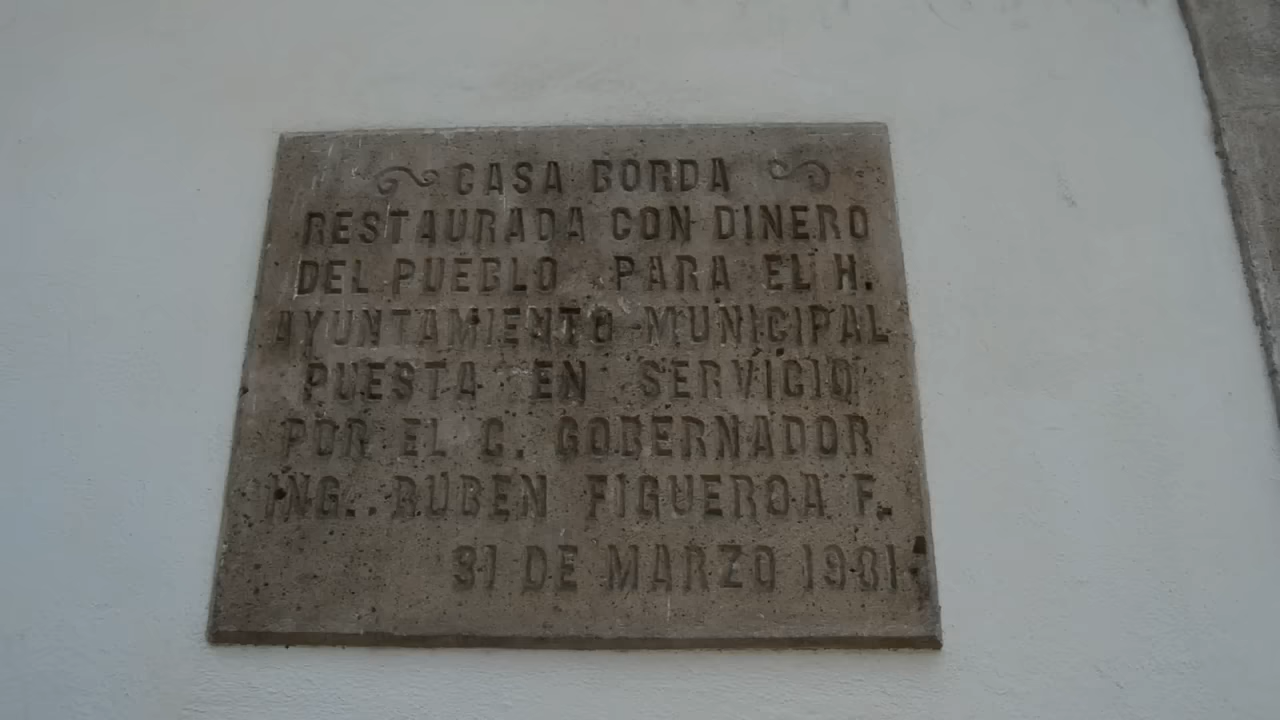 CASA BORDA
RESTAURADA CON DINERO
DEL PUEBLO PARA EL H.
AYUNTAMIENTO MUNICIPAL
PUESTA EN SERVICIO
POR EL C. GOBERNADOR
ING.. RUBEN FIGUEROA F.
31 DE MARZO 1981